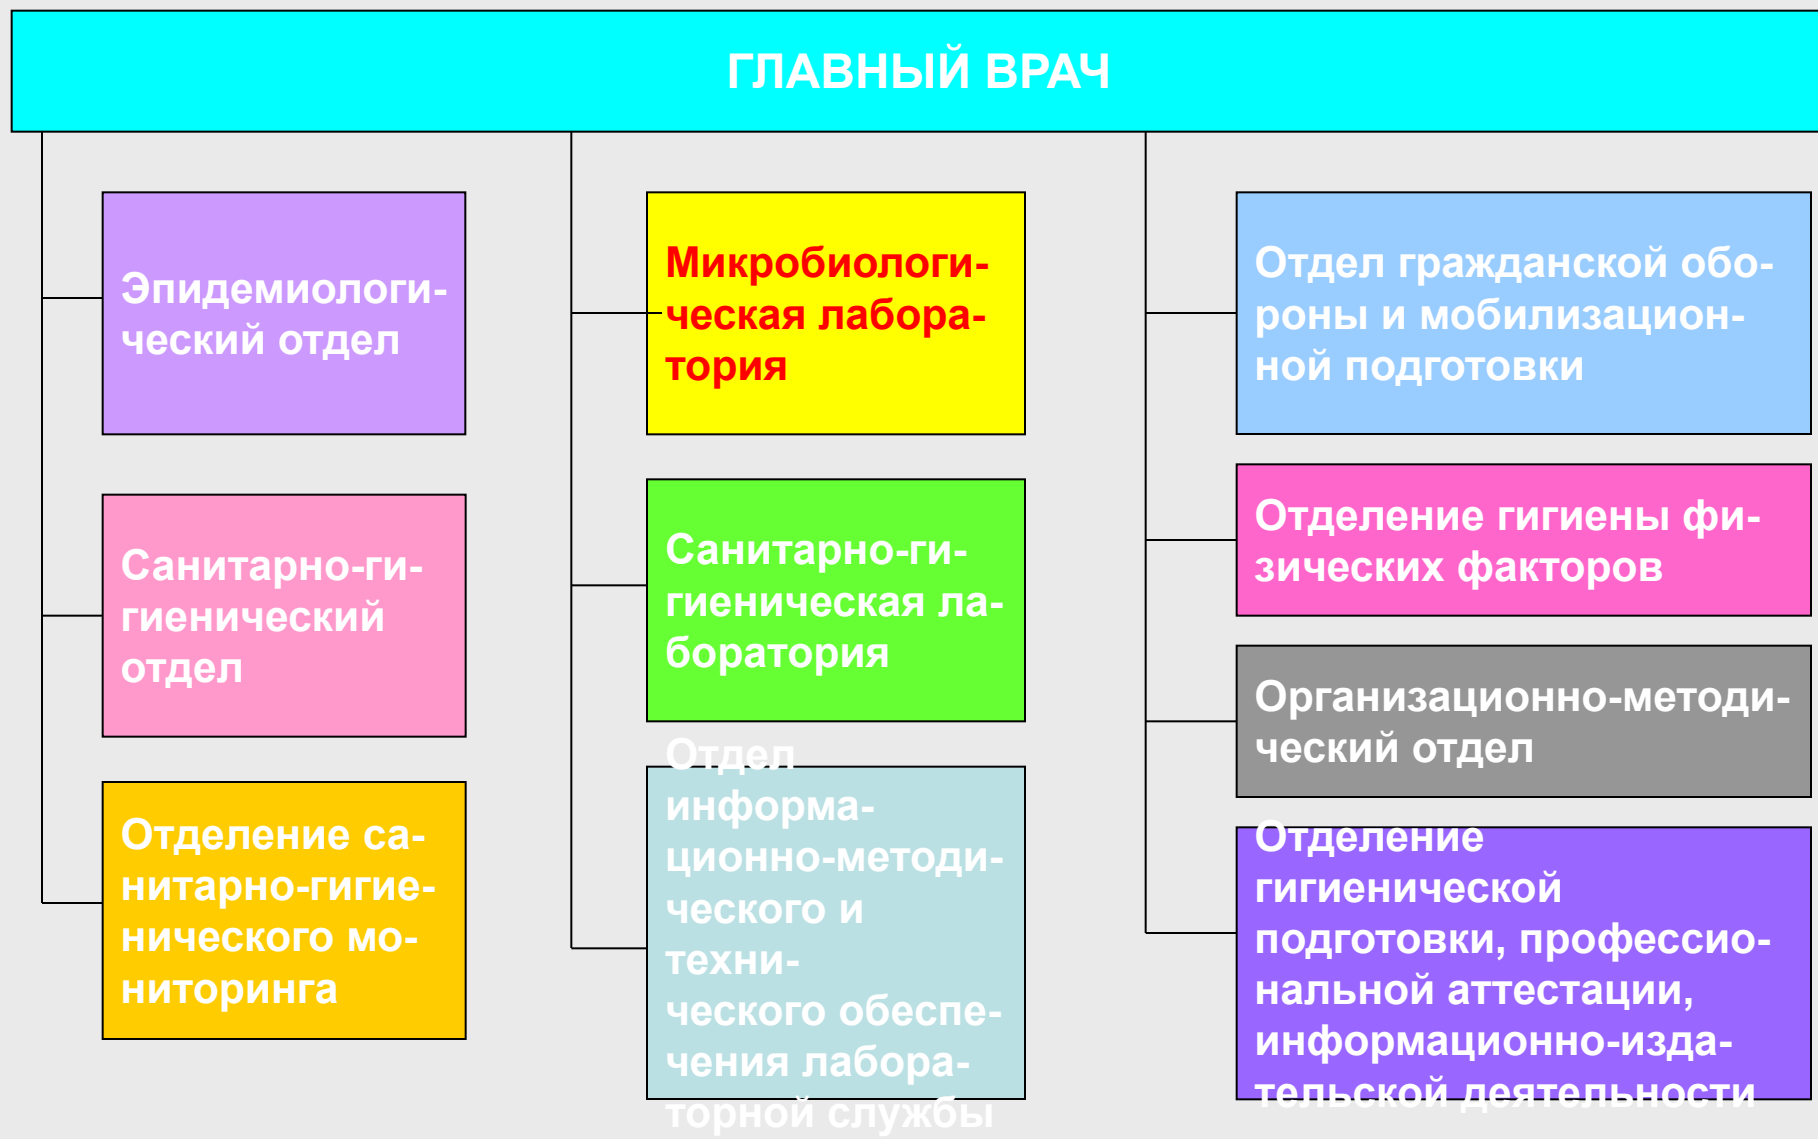 ГЛАВНЫЙ ВРАЧ
Эпидемиологи-
ческий отдел
Санитарно-ги-
гиенический
отдел
Отделение са-
нитарно-гигие-
нического мо-
ниторинга
Микробиологи-
ческая лабора-
тория
Санитарно-ги-
гиеническая ла-
боратория
Отдел
информа-
ционно-методи-
ческого и
техни-
ческого обеспе-
чения лабора-
торной службы
Отдел гражданской обо-
роны и мобилизацион-
ной подготовки
Отделение гигиены фи-
зических факторов
Организационно-методи-
ческий отдел
Отделение
гигиенической
подготовки, профессио-
нальной аттестации,
информационно-изда-
тельской деятельности